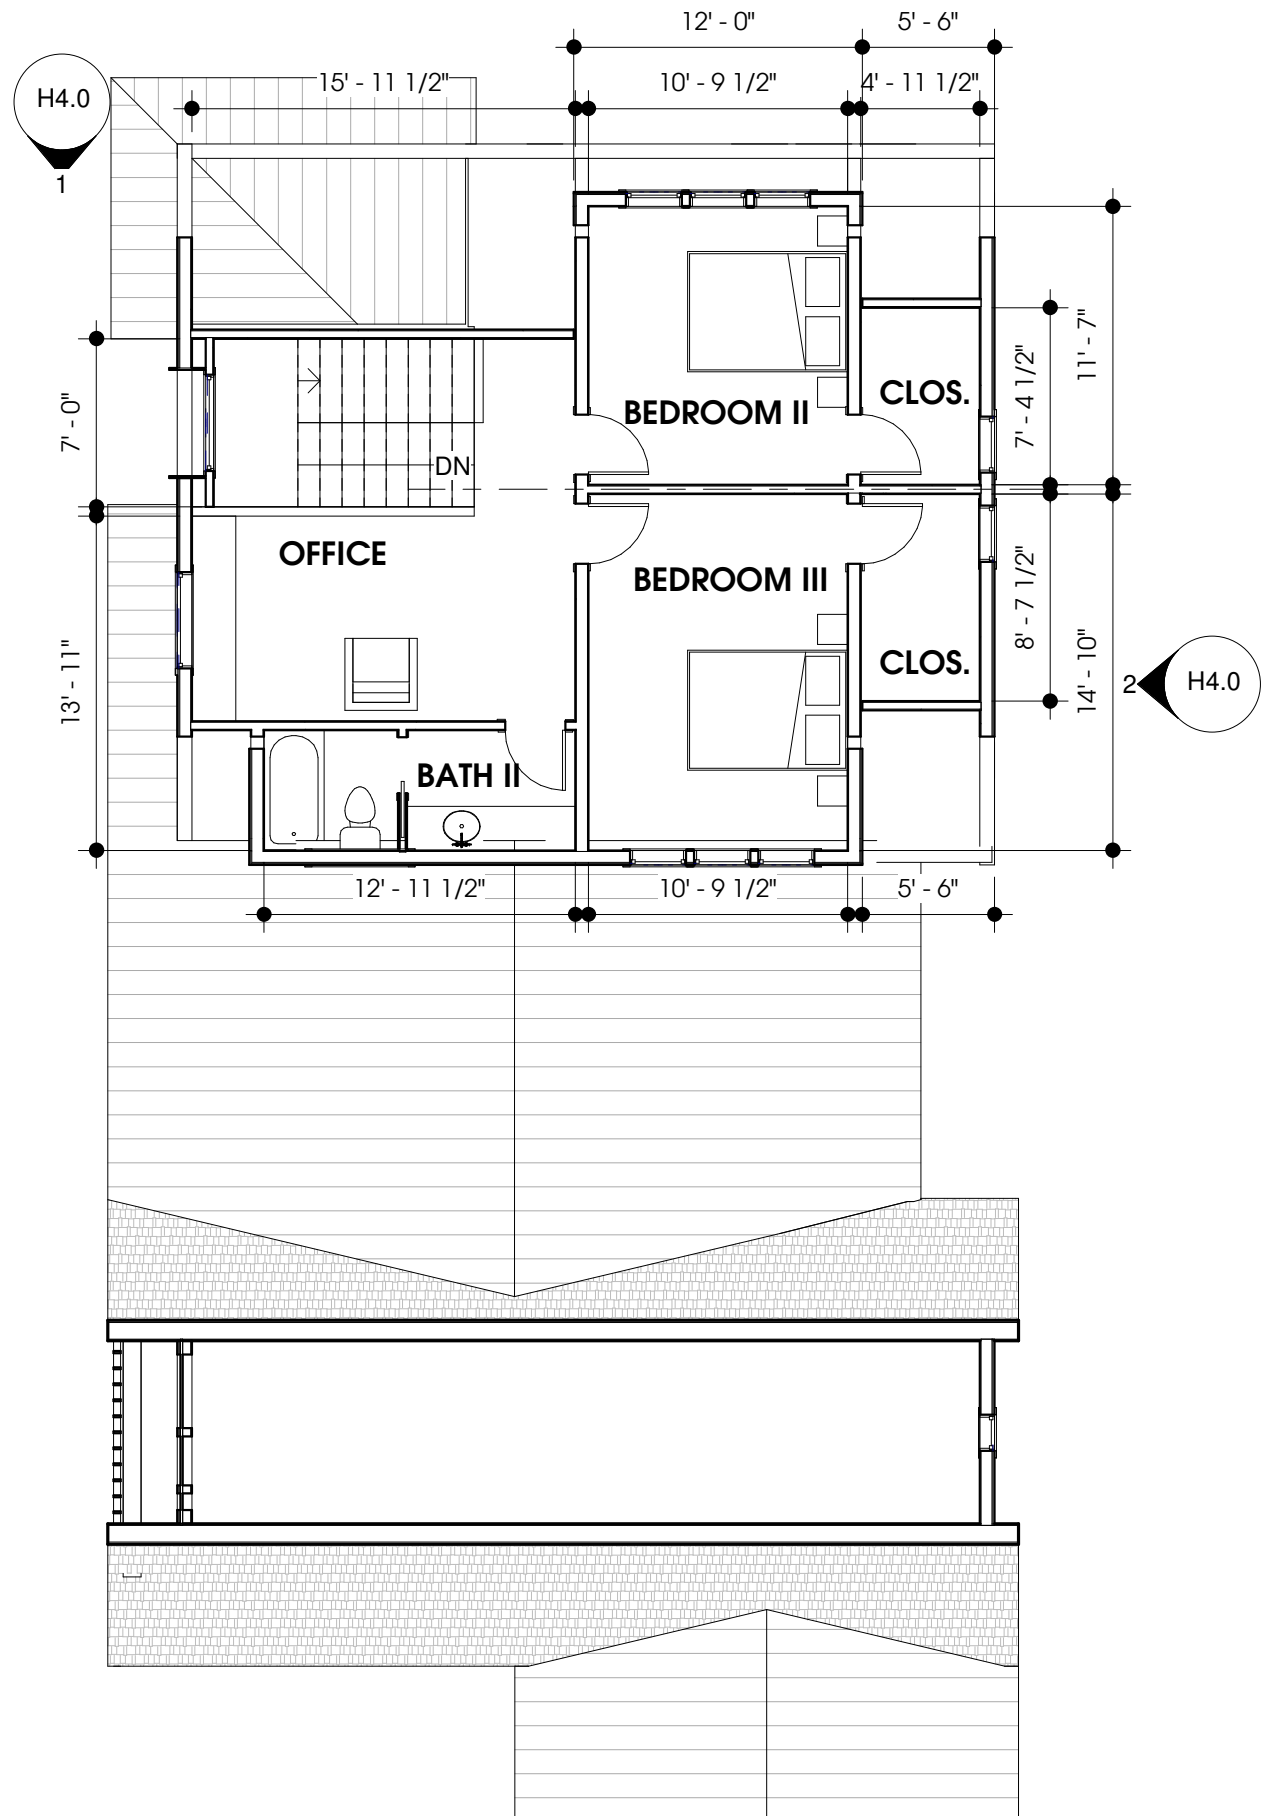 12' - 0"
5' - 6"
15' - 11 1/2"
10' - 9 1/2"
4' - 11 1/2"
H4.0
1
11' - 7"
7' - 4 1/2"
CLOS.
BEDROOM II
7' - 0"
DN
OFFICE
BEDROOM III
8' - 7 1/2"
CLOS.
14' - 10"
2
H4.0
13' - 11"
BATH II
12' - 11 1/2"
10' - 9 1/2"
5' - 6"